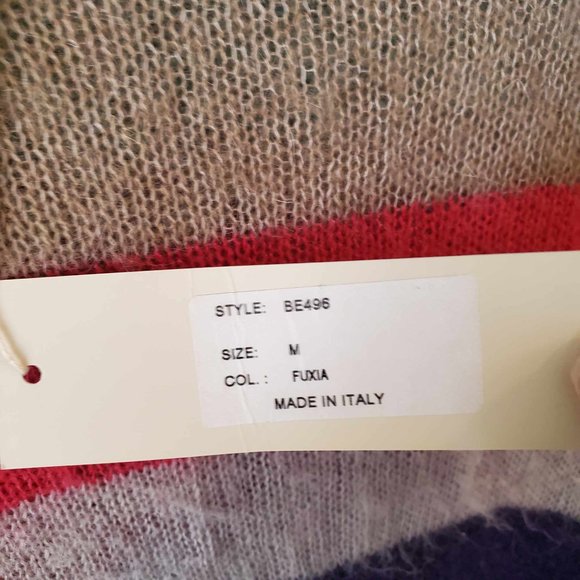 STYLE: BE496
SIZE: M
COL.: FUXIA
MADE IN ITALY